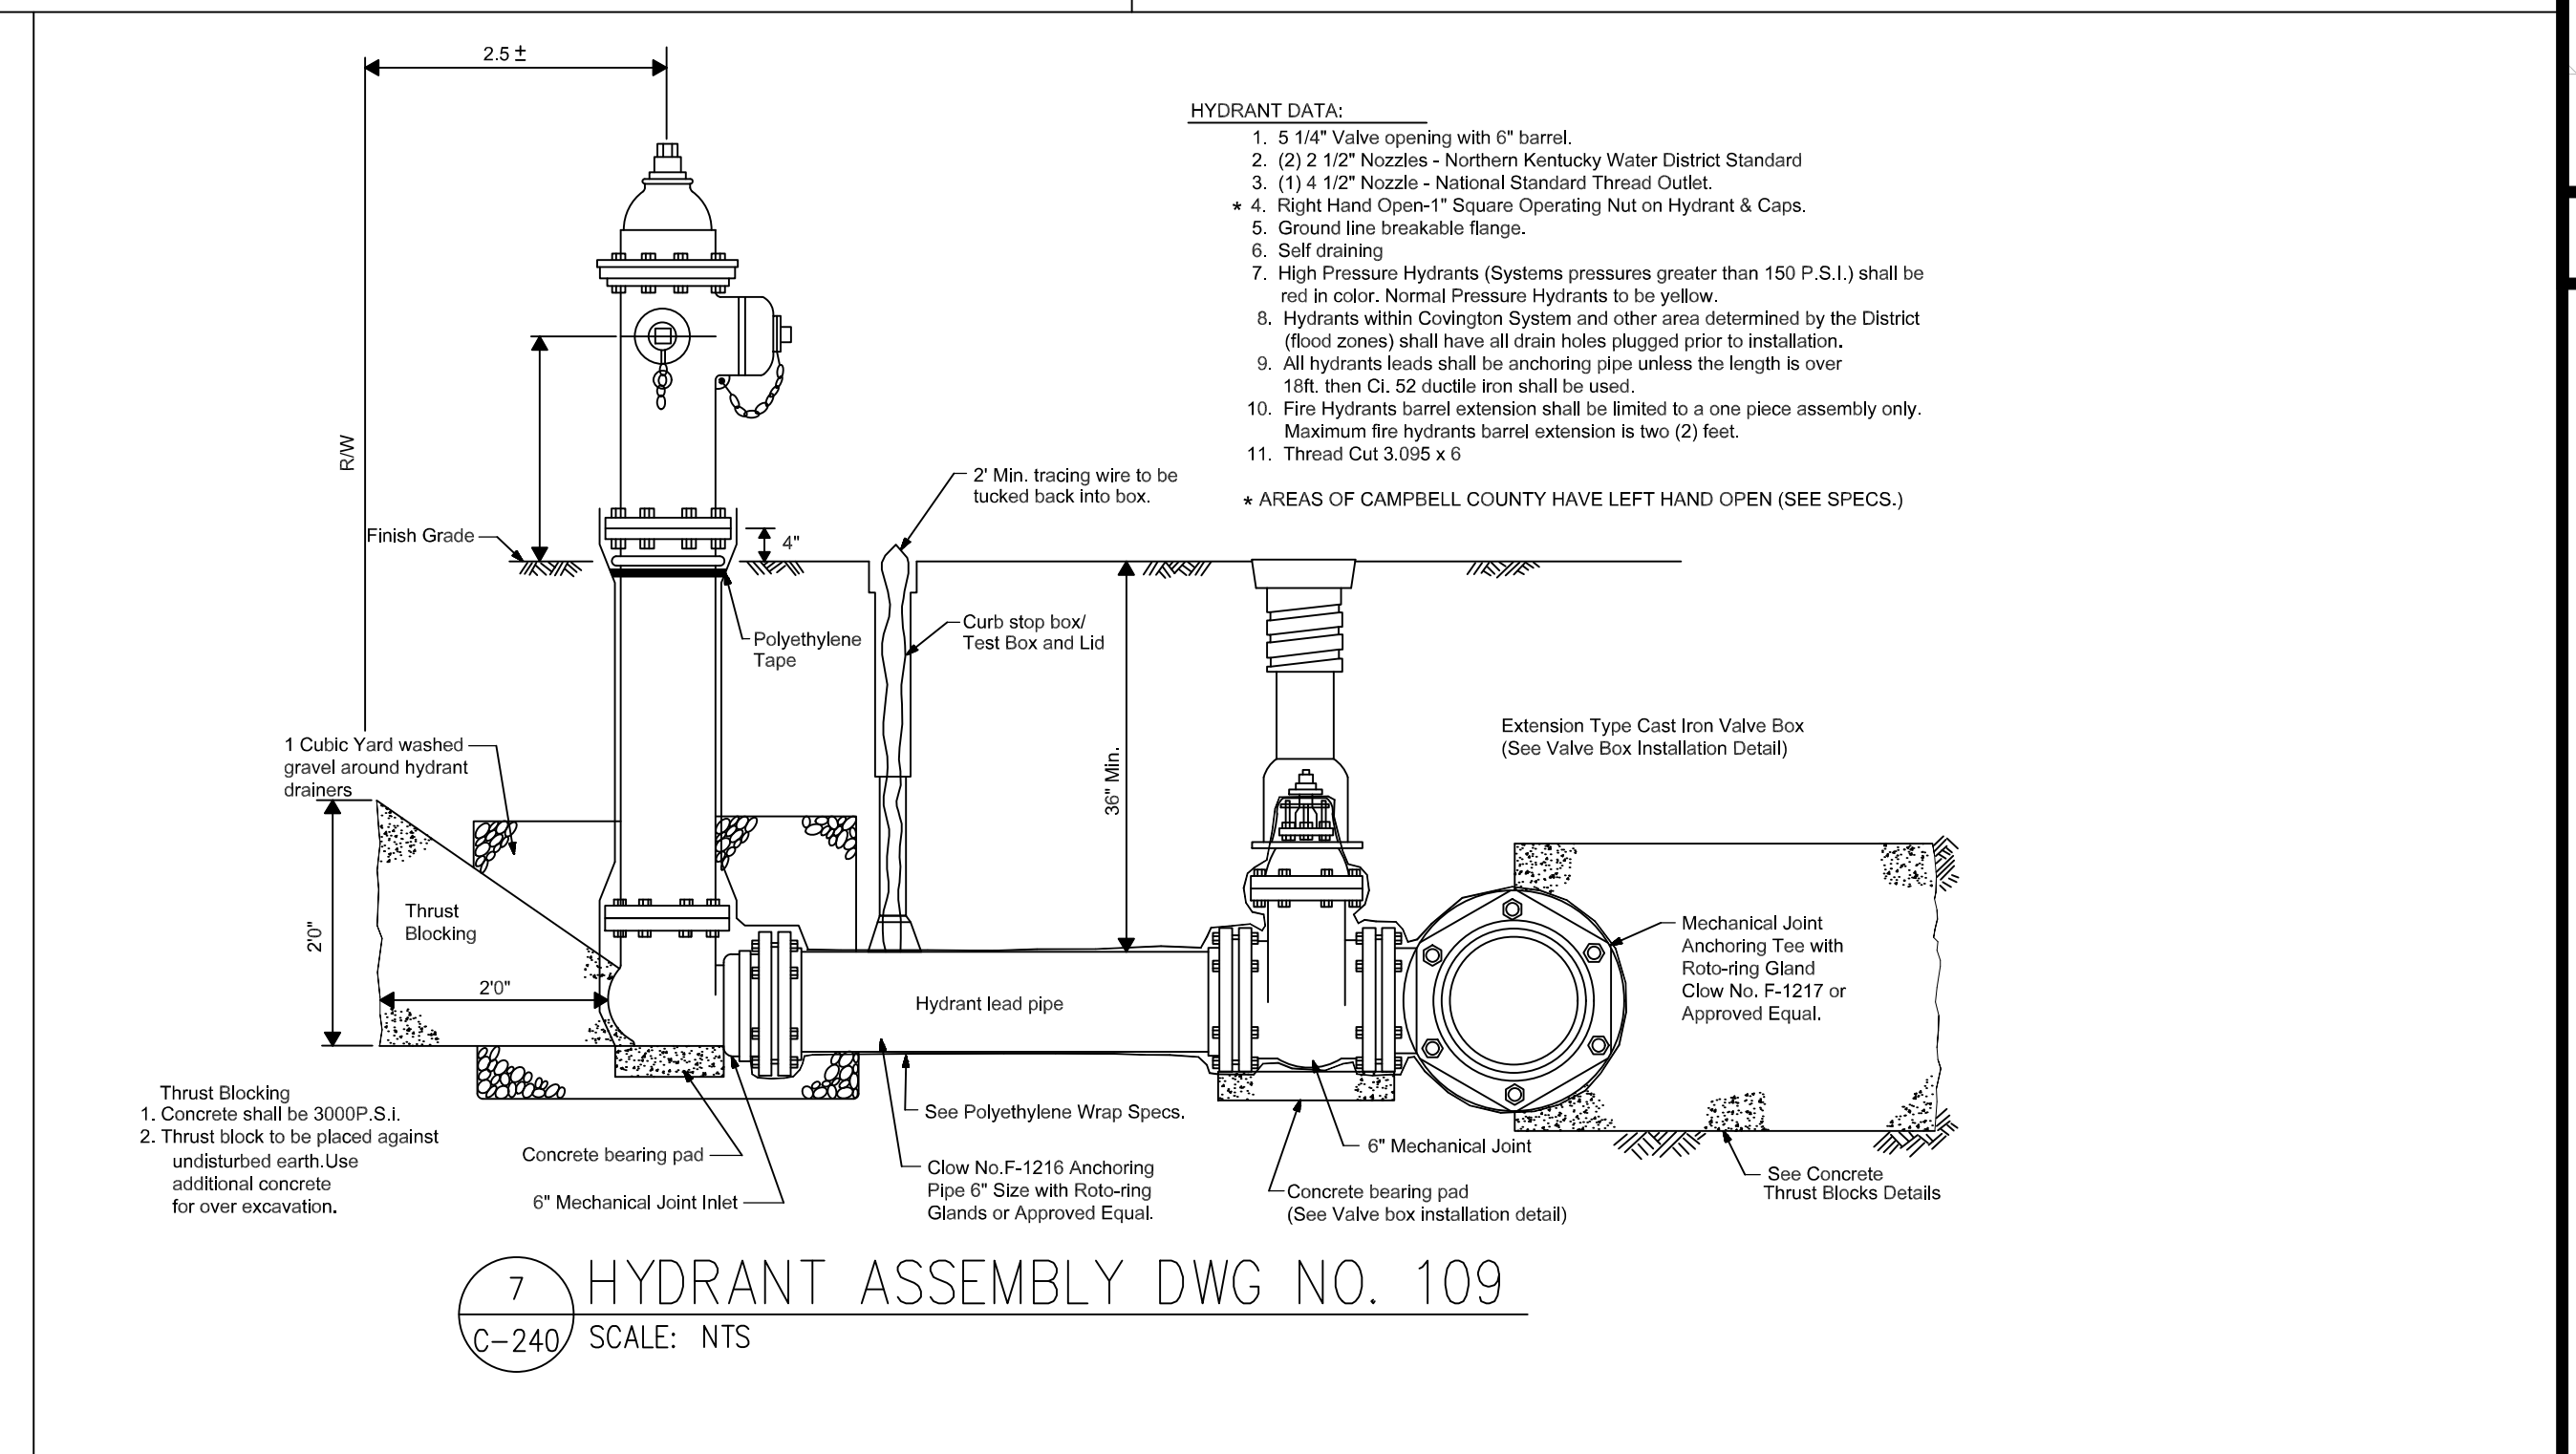 2.5 ±
HYDRANT DATA:
1. 5 1/4" Valve opening with 6" barrel.
2. (2) 2 1/2" Nozzles - Northern Kentucky Water District Standard
3. (1) 4 1/2" Nozzle - National Standard Thread Outlet.
* 4. Right Hand Open-1" Square Operating Nut on Hydrant & Caps.
5. Ground line breakable flange.
6. Self draining
7. High Pressure Hydrants (Systems pressures greater than 150 P.S.I.) shall be
red in color. Normal Pressure Hydrants to be yellow.
8. Hydrants within Covington System and other area determined by the District
(flood zones) shall have all drain holes plugged prior to installation.
9. All hydrants leads shall be anchoring pipe unless the length is over
18ft. then Ci. 52 ductile iron shall be used.
10. Fire Hydrants barrel extension shall be limited to a one piece assembly only.
Maximum fire hydrants barrel extension is two (2) feet.
11. Thread Cut 3.095 x 6
* AREAS OF CAMPBELL COUNTY HAVE LEFT HAND OPEN (SEE SPECS.)
R/W
2' Min. tracing wire to be
tucked back into box.
Finish Grade
4"
Curb stop box/
Test Box and Lid
Polyethylene
Tape
36" Min.
Extension Type Cast Iron Valve Box
(See Valve Box Installation Detail)
1 Cubic Yard washed
gravel around hydrant
drainers
Thrust
Blocking
2'0"
2'0"
Hydrant lead pipe
Mechanical Joint
Anchoring Tee with
Roto-ring Gland
Clow No. F-1217 or
Approved Equal.
Thrust Blocking
1. Concrete shall be 3000P.S.i.
2. Thrust block to be placed against
undisturbed earth.Use
additional concrete
for over excavation.
Concrete bearing pad
6" Mechanical Joint Inlet
See Polyethylene Wrap Specs.
Clow No.F-1216 Anchoring
Pipe 6" Size with Roto-ring
Glands or Approved Equal.
6" Mechanical Joint
Concrete bearing pad
(See Valve box installation detail)
See Concrete
Thrust Blocks Details
7
C-240
HYDRANT ASSEMBLY DWG NO. 109
SCALE: NTS